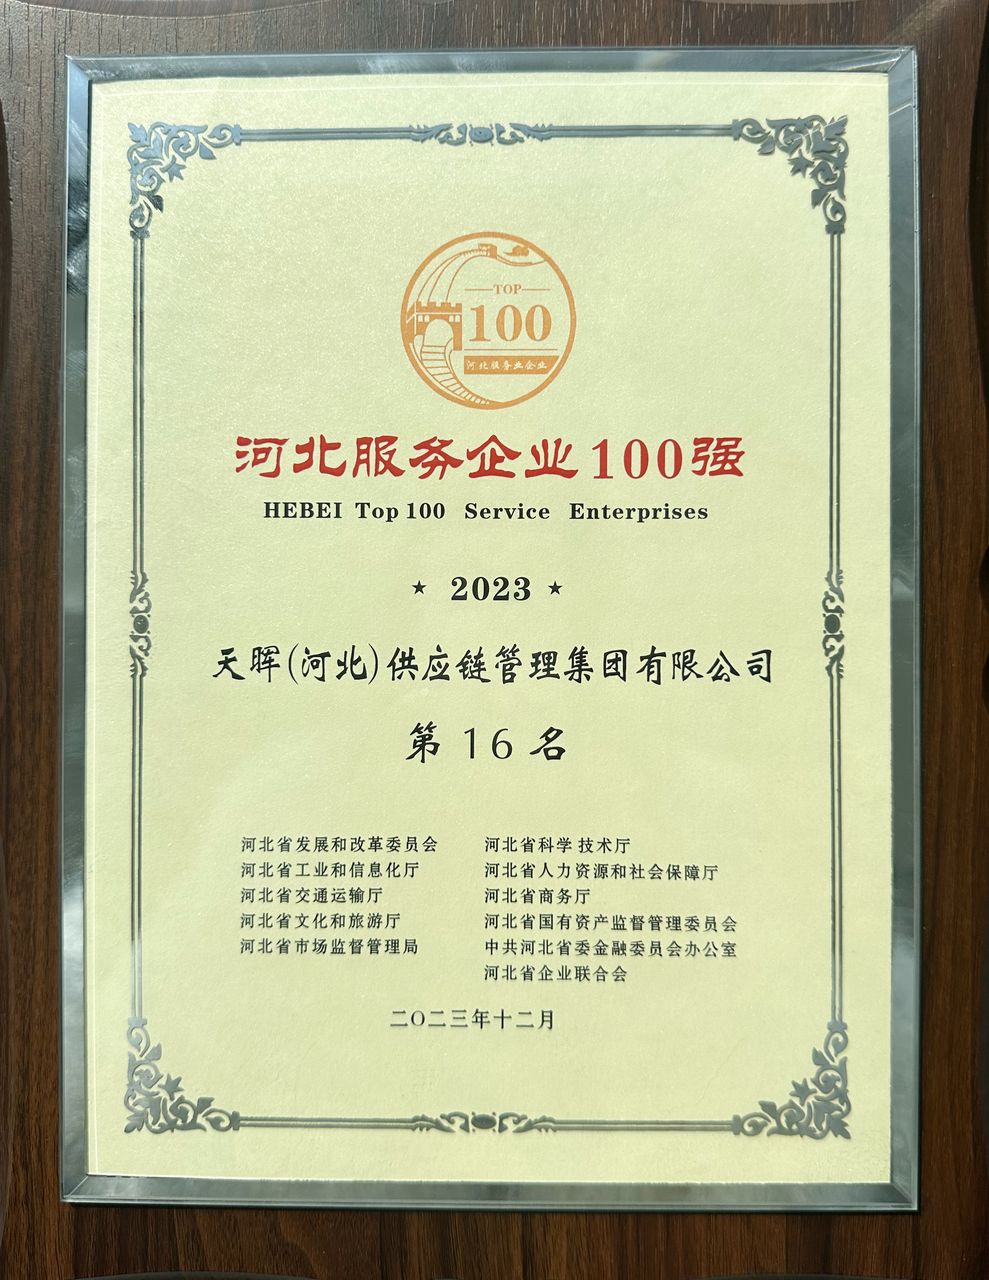 TOP
100
河北服务业企业
河北服务企业100强
HEBEI Top 100 Service Enterprises
★ 2023 ★
天晖(河北)供应链管理集团有限公司
第 16 名
河北省发展和改革委员会
河北省工业和信息化厅
河北省交通运输厅
河北省文化和旅游厅
河北省市场监督管理局
河北省科学技术厅
河北省人力资源和社会保障厅
河北省商务厅
河北省国有资产监督管理委员会
中共河北省委金融委员会办公室
河北省企业联合会
二〇二三年十二月